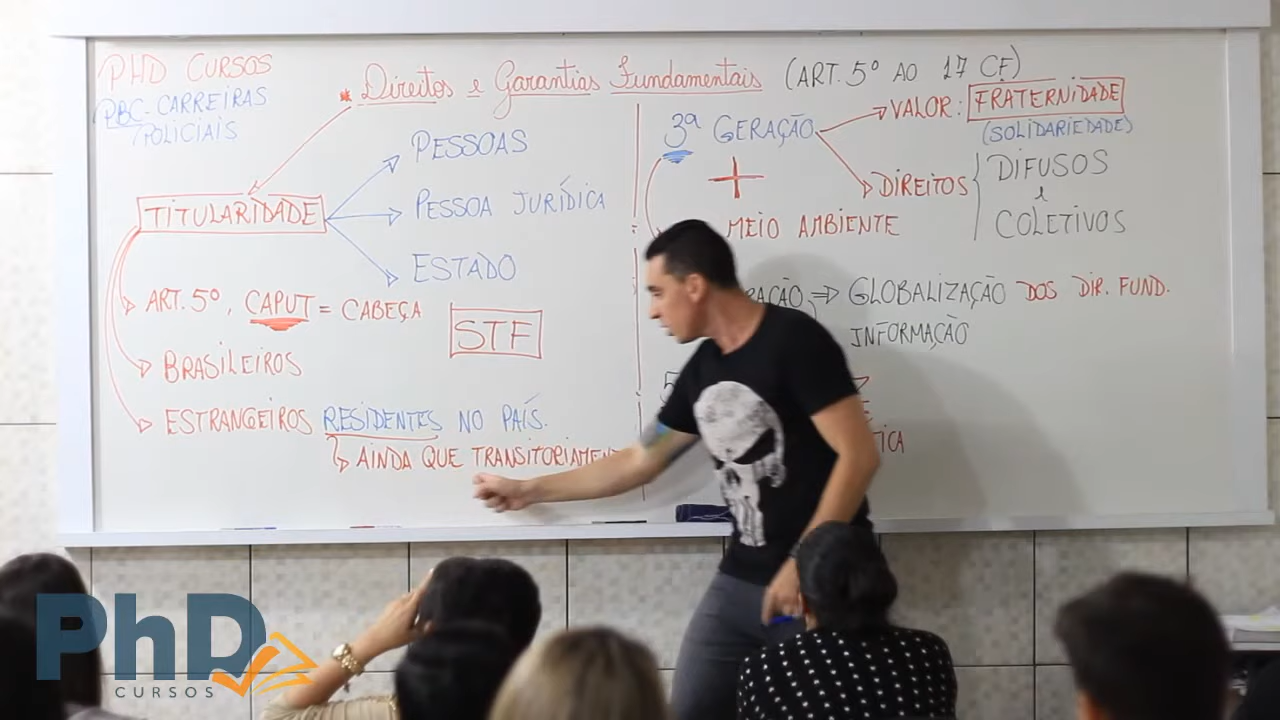 PHD CURSOS
PBC-CARREIRAS
POLICIAIS
Direitos e Garantias Fundamentais (ART. 5º AO 17 CF)
TITULARIDADE
PESSOAS
PESSOA JURÍDICA
ESTADO
ART. 5º, CAPUT = CABEÇA
STF
BRASILEIROS
ESTRANGEIROS RESIDENTES NO PAÍS.
AINDA QUE
3ª GERAÇÃO
VALOR: FRATERNIDADE
(SOLIDARIEDADE)
DIREITOS
DIFUSOS
e
COLETIVOS
+
MEIO AMBIENTE
⇒ GLOBALIZAÇÃO DOS DIR. FUND.
INFORMAÇÃO
PhD
CURSOS